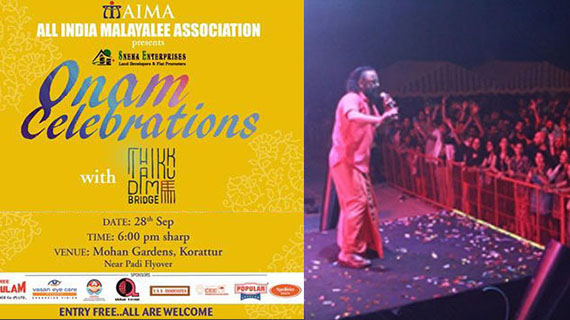 AIMA
ALL INDIA MALAYALEE ASSOCIATION
presents
SNEHA ENTERPRISES
Land Developers & Flat Promoters
Onam
Celebrations
with
THIKKUDAM
BRIDGE
DATE: 28th Sep
TIME: 6:00 pm sharp
VENUE: Mohan Gardens, Korattur
Near Padi Flyover
SPONSORS
vasan eye care
POPULAR
ENTRY FREE..ALL ARE WELCOME